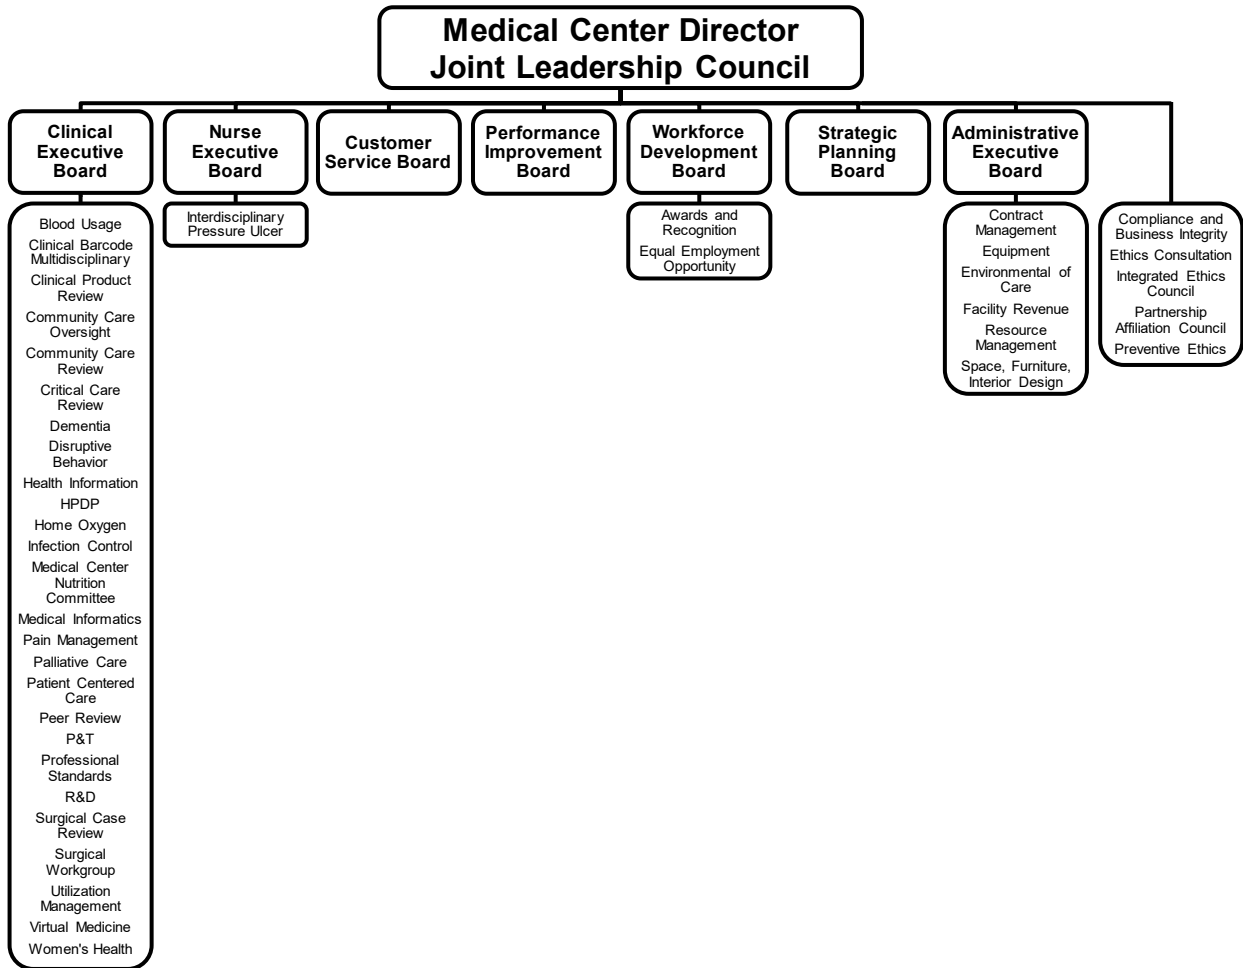 Medical Center Director
Joint Leadership Council
Clinical
Executive
Board
Nurse
Executive
Board
Customer
Service Board
Performance
Improvement
Board
Workforce
Development
Board
Strategic
Planning
Board
Administrative
Executive
Board
Blood Usage
Clinical Barcode
Multidisciplinary
Clinical Product
Review
Community Care
Oversight
Community Care
Review
Critical Care
Review
Dementia
Disruptive
Behavior
Health Information
HPDP
Home Oxygen
Infection Control
Medical Center
Nutrition
Committee
Medical Informatics
Pain Management
Palliative Care
Patient Centered
Care
Peer Review
P&T
Professional
Standards
R&D
Surgical Case
Review
Surgical
Workgroup
Utilization
Management
Virtual Medicine
Women's Health
Interdisciplinary
Pressure Ulcer
Awards and
Recognition
Equal Employment
Opportunity
Contract
Management
Equipment
Environmental of
Care
Facility Revenue
Resource
Management
Space, Furniture,
Interior Design
Compliance and
Business Integrity
Ethics Consultation
Integrated Ethics
Council
Partnership
Affiliation Council
Preventive Ethics